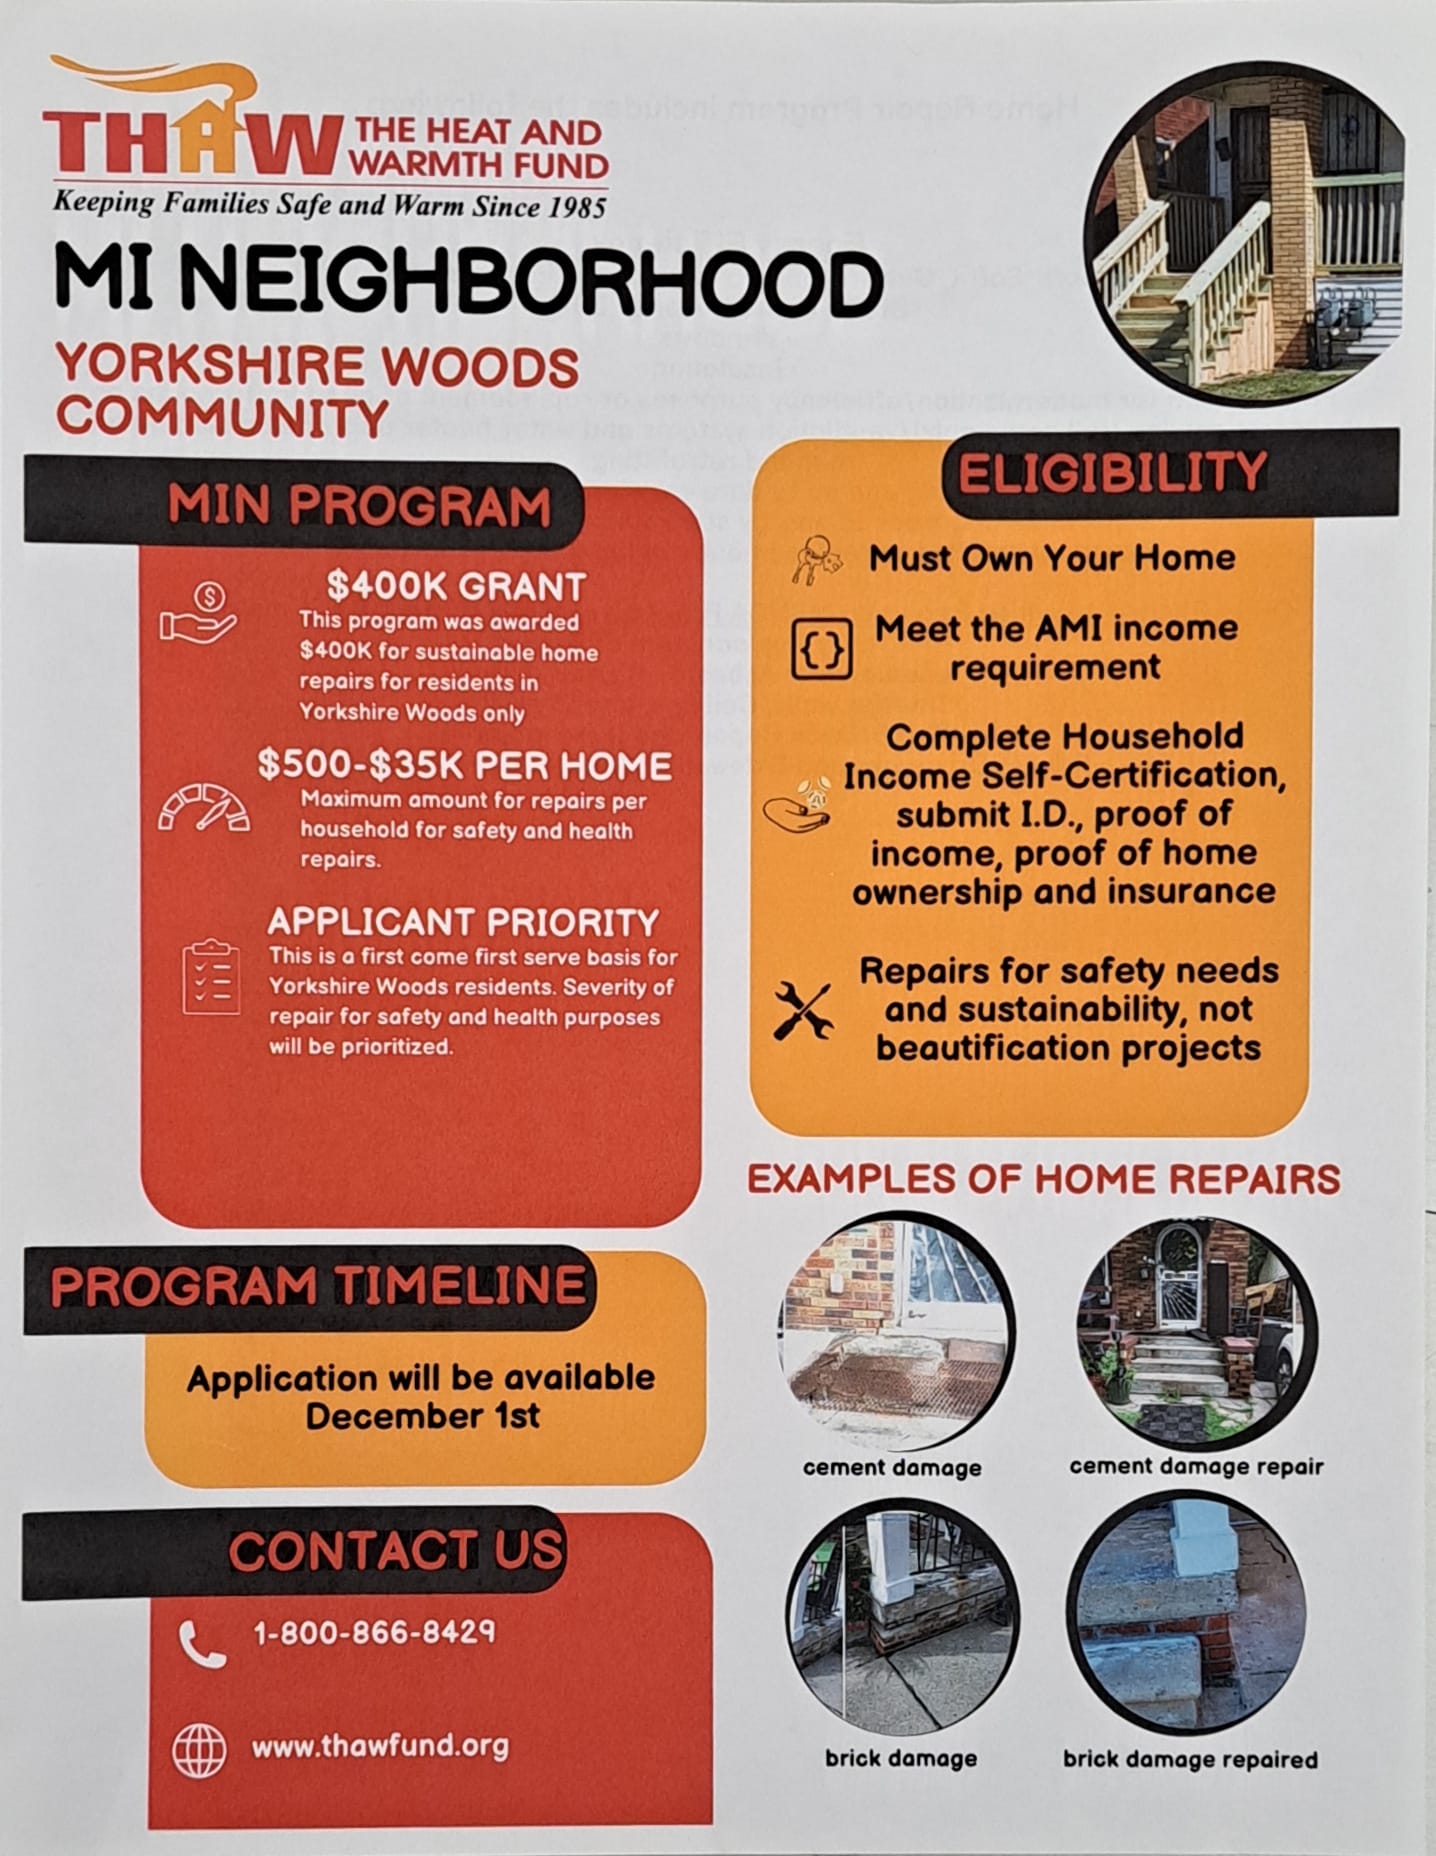 THAW THE HEAT AND
WARMTH FUND
Keeping Families Safe and Warm Since 1985
MI NEIGHBORHOOD
YORKSHIRE WOODS
COMMUNITY
MIN PROGRAM
$400K GRANT
This program was awarded
$400K for sustainable home
repairs for residents in
Yorkshire Woods only
$500-$35K PER HOME
Maximum amount for repairs per
household for safety and health
repairs.
APPLICANT PRIORITY
This is a first come first serve basis for
Yorkshire Woods residents. Severity of
repair for safety and health purposes
will be prioritized.
ELIGIBILITY
Must Own Your Home
Meet the AMI income
requirement
Complete Household
Income Self-Certification,
submit I.D., proof of
income, proof of home
ownership and insurance
Repairs for safety needs
and sustainability, not
beautification projects
PROGRAM TIMELINE
Application will be available
December 1st
CONTACT US
1-800-866-8429
www.thawfund.org
EXAMPLES OF HOME REPAIRS
cement damage
cement damage repair
brick damage
brick damage repaired